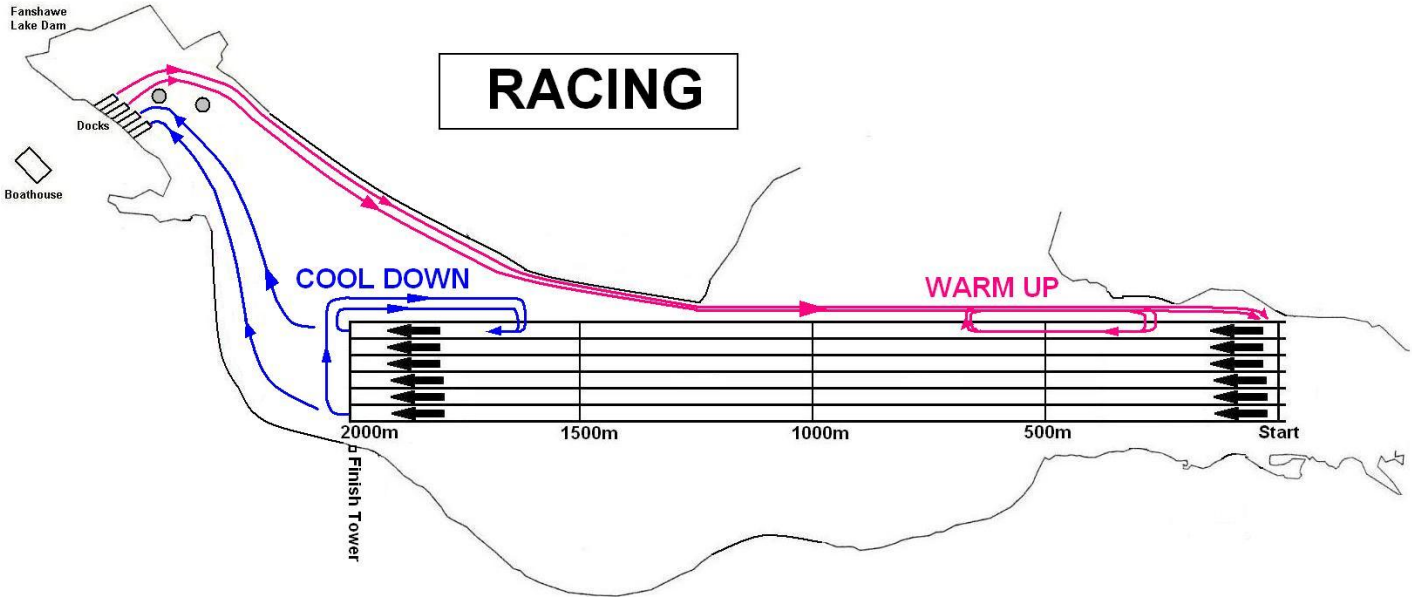 Fanshawe
Lake Dam
RACING
Docks
Boathouse
COOL DOWN
WARM UP
2000m
1500m
1000m
500m
Start
Finish Tower